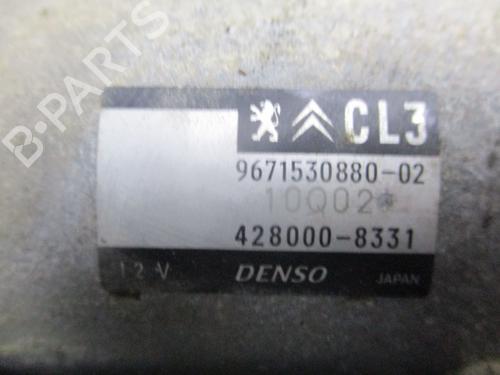 B-PARTS
CL3
9671530880-02
10Q02*
428000-8331
12V DENSO JAPAN